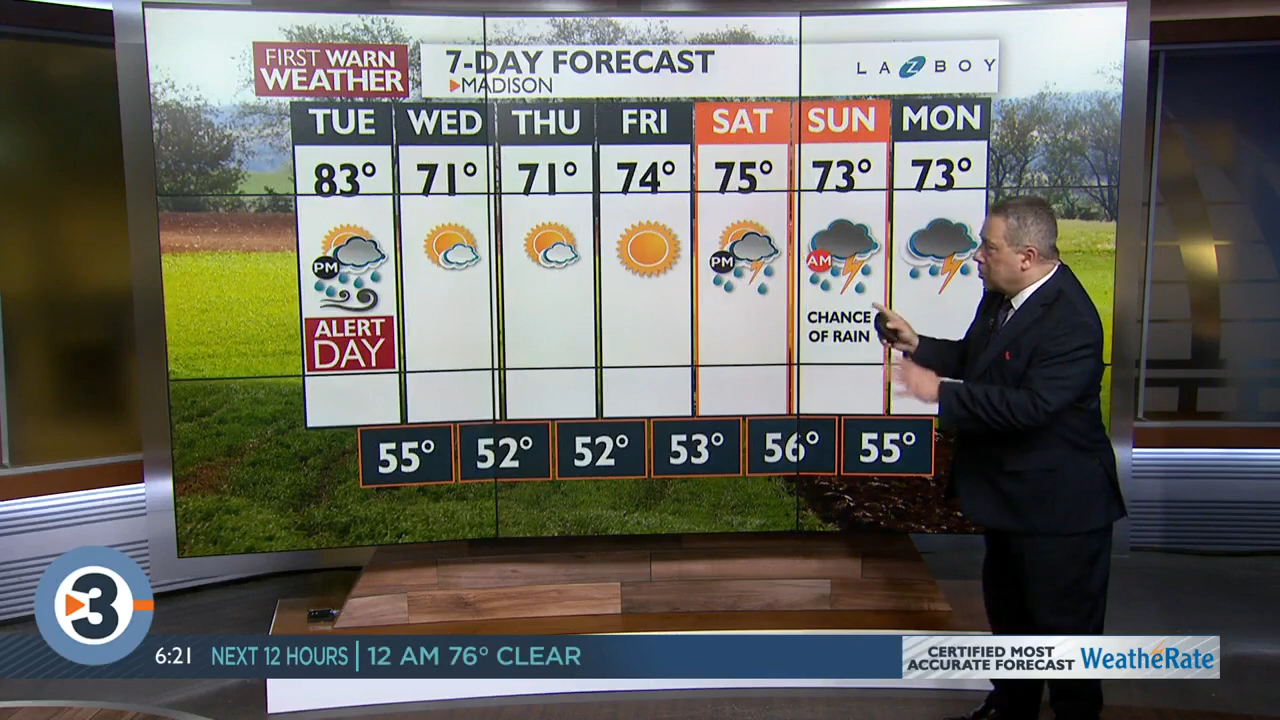 FIRST WARN
WEATHER
7-DAY FORECAST
MADISON
LAZBOY
TUE WED THU FRI SAT SUN MON
83° 71° 71° 74° 75° 73° 73°
PM PM AM
ALERT
DAY
CHANCE
OF RAIN
55° 52° 52° 53° 56° 55°
3
6:21 NEXT 12 HOURS 12 AM 76° CLEAR
CERTIFIED MOST
ACCURATE FORECAST WeatheRate